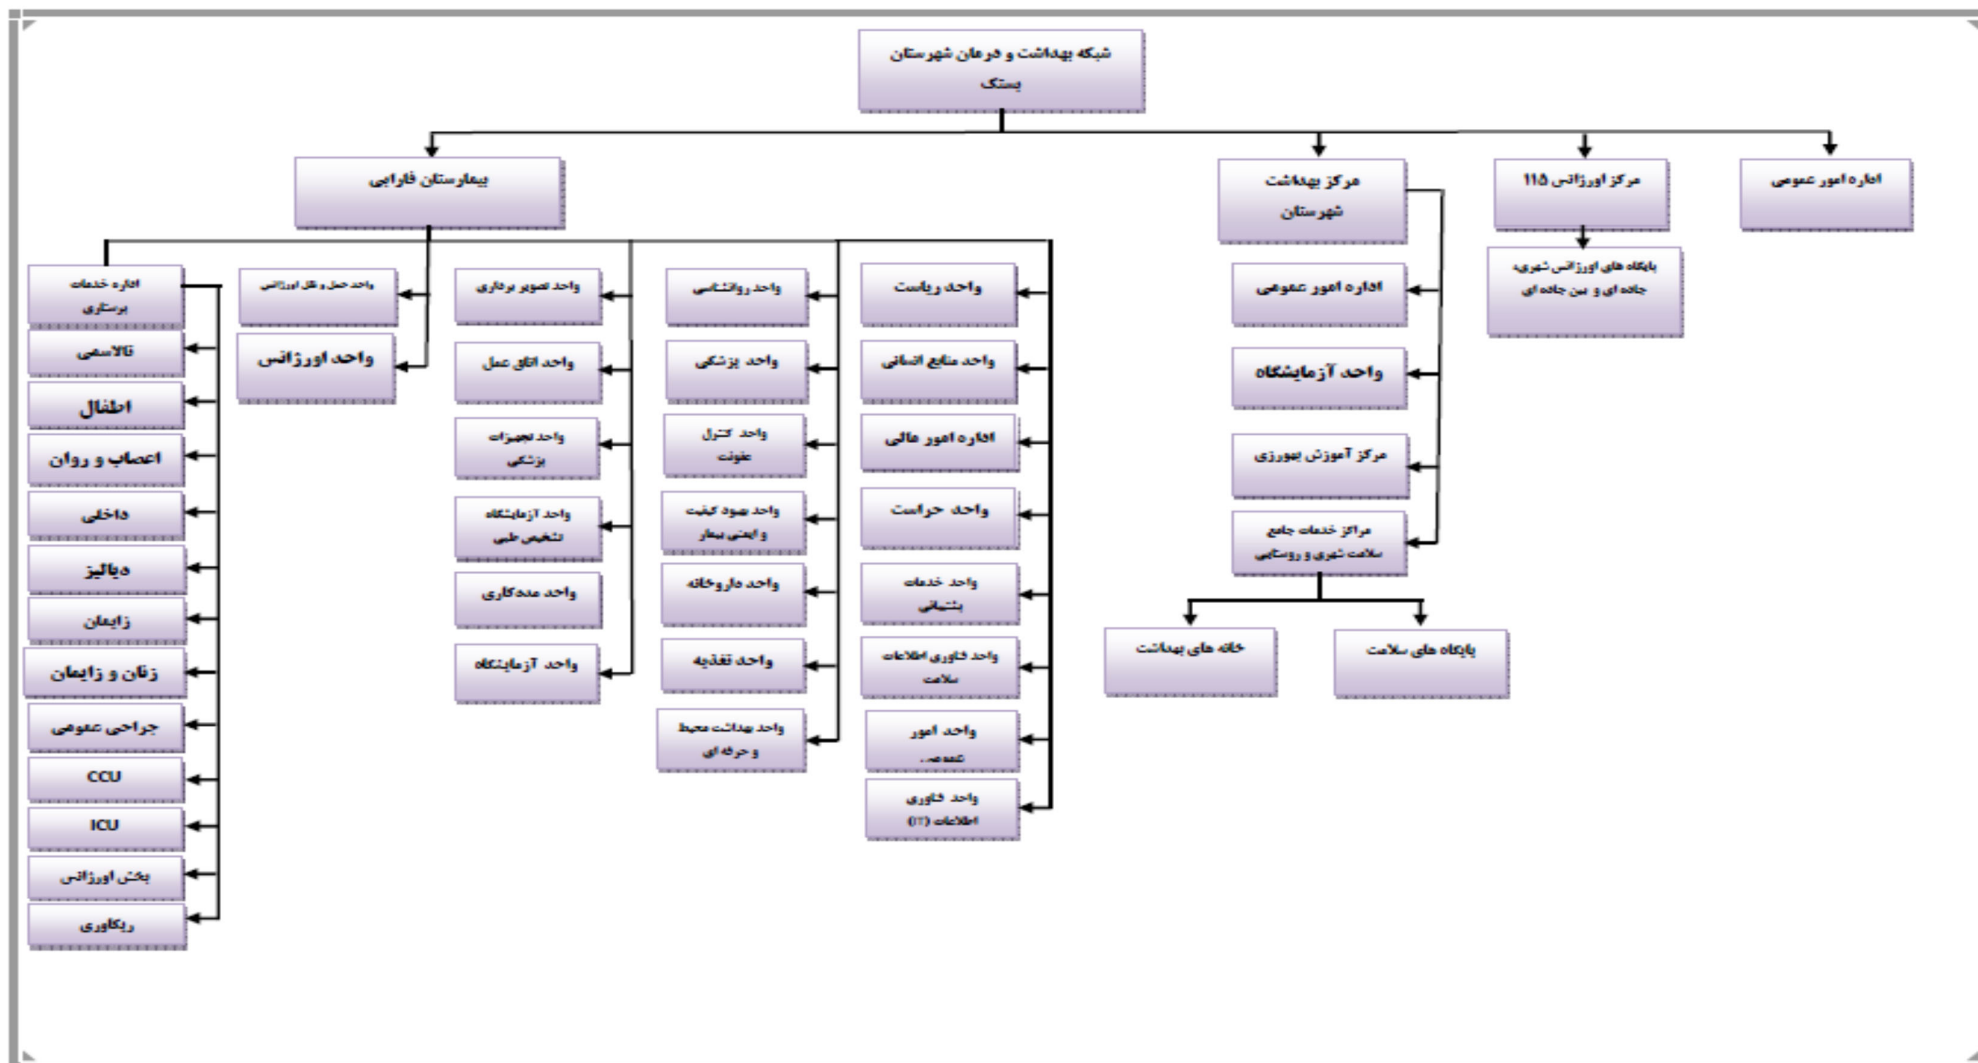 شبکه بهداشت و درمان شهرستان
بستک
اداره امور عمومی
مرکز اورژانس ۱۱۵
پایگاه های اورژانس شهری،
جاده ای و بین جاده ای
مرکز بهداشت
شهرستان
اداره امور عمومی
واحد آزمایشگاه
مرکز آموزش بهورزی
مراکز خدمات جامع
سلامت شهری و روستایی
پایگاه های سلامت
خانه های بهداشت
بیمارستان فارابی
واحد ریاست
واحد منابع انسانی
اداره امور مالی
واحد حراست
واحد خدمات
پشتیبانی
واحد فناوری اطلاعات
سلامت
واحد امور
واحد فناوری
اطلاعات (IT)
واحد روانشناسی
واحد پزشکی
واحد کنترل
عفونت
واحد بهبود کیفیت
و ایمنی بیمار
واحد داروخانه
واحد تغذیه
واحد بهداشت محیط
و حرفه ای
واحد تصویر برداری
واحد اتاق عمل
واحد تجهیزات
پزشکی
واحد آزمایشگاه
تشخیص طبی
واحد مددکاری
واحد آزمایشگاه
واحد حمل و نقل اورژانس
واحد اورژانس
اداره خدمات
پرستاری
تالاسمی
اطفال
اعصاب و روان
داخلی
دیالیز
زایمان
زنان و زایمان
جراحی عمومی
CCU
ICU
بخش اورژانس
ریکاوری